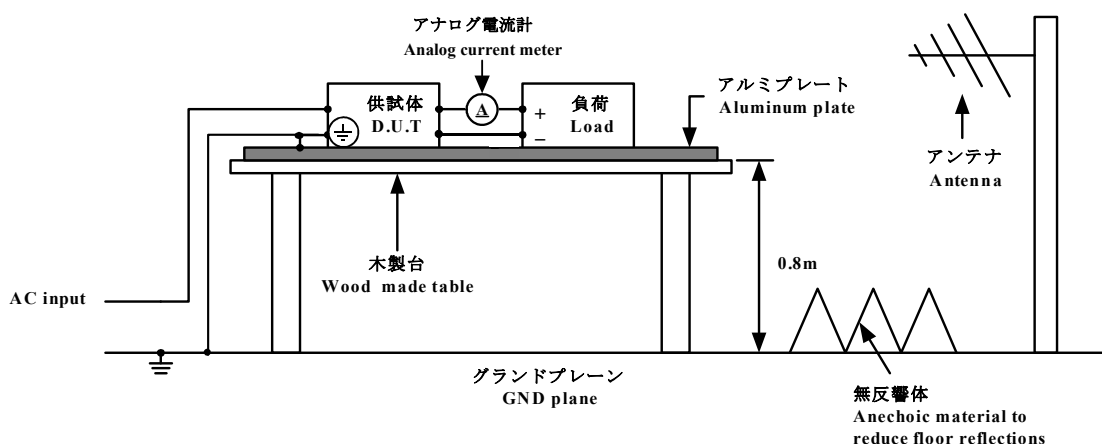 アナログ電流計
Analog current meter
供試体
D.U.T
A
+
−
負荷
Load
アルミプレート
Aluminum plate
アンテナ
Antenna
木製台
Wood made table
0.8m
AC input
グランドプレーン
GND plane
無反響体
Anechoic material to
reduce floor reflections